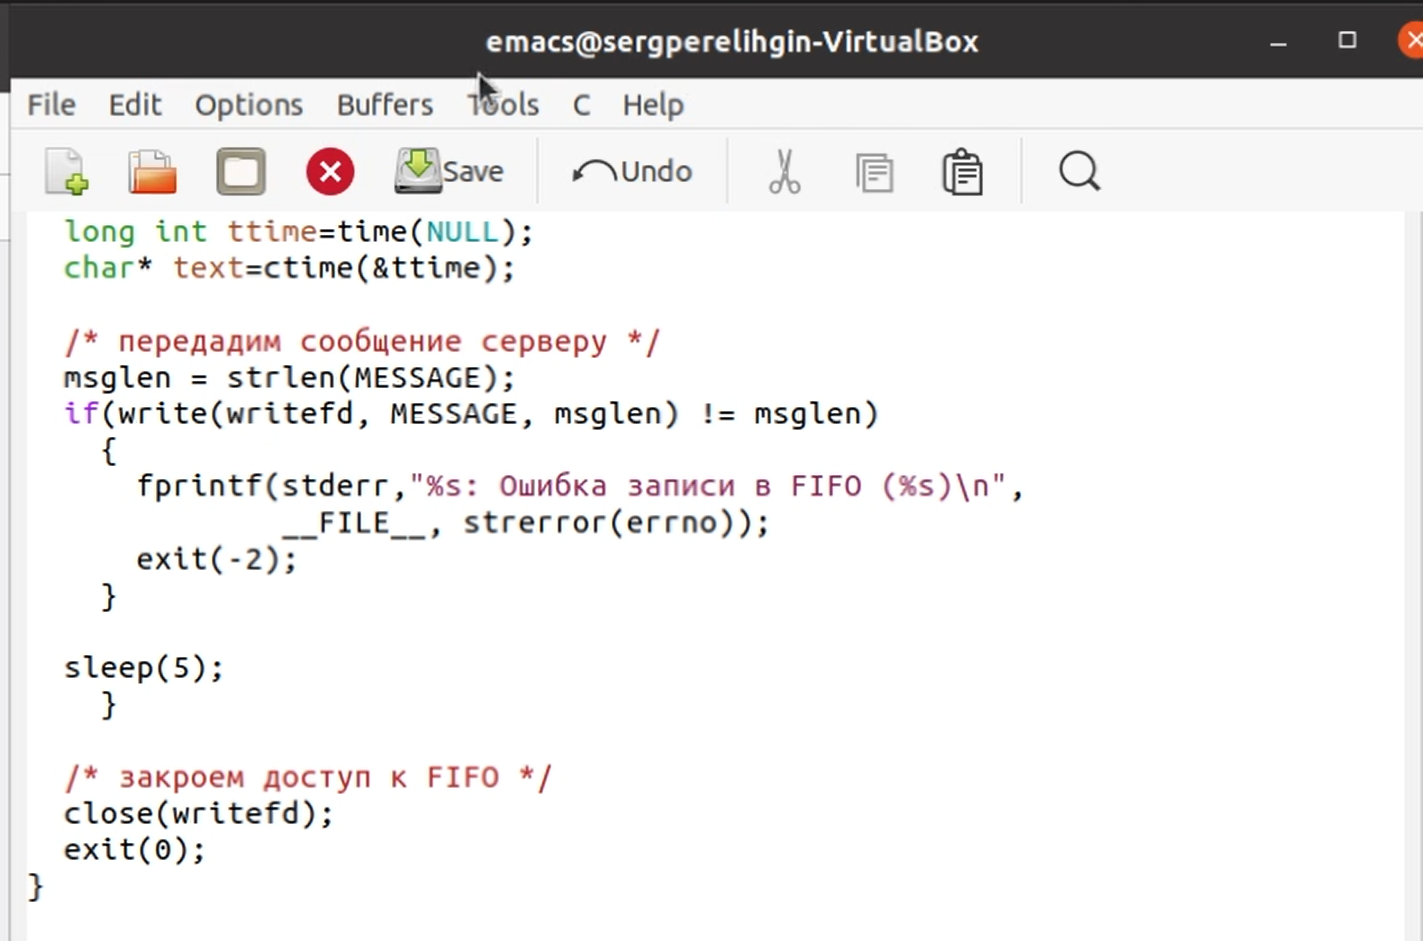 emacs@sergperelihgin-VirtualBox
File Edit Options Buffers Tools C Help
Save Undo
long int ttime=time(NULL);
char* text=ctime(&ttime);
/* передадим сообщение серверу */
msglen = strlen(MESSAGE);
if(write(writefd, MESSAGE, msglen) != msglen)
{
fprintf(stderr,"%s: Ошибка записи в FIFO (%s)\n",
__FILE__, strerror(errno));
exit(-2);
}
sleep(5);
}
/* закроем доступ к FIFO */
close(writefd);
exit(0);
}